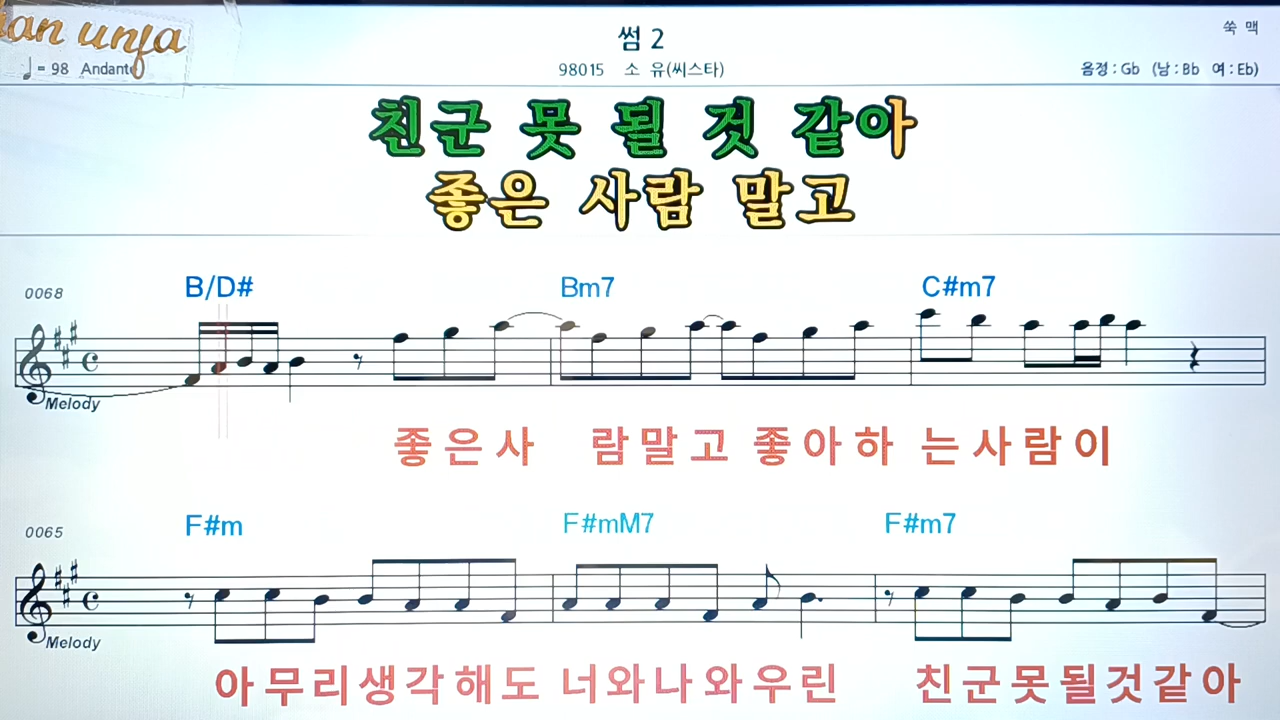 unja
썸 2
쑥 맥
♩= 98 Andante
98015 소 유(씨스타)
음정 : Gb (남 : Bb 여 : Eb)
친군 못 될 것 같아
좋은 사람 말고
0068 B/D# Bm7 C#m7
Melody
좋은사 람말고 좋아하 는사람이
0065 F#m F#mM7 F#m7
Melody
아무리생각해도 너와나와우린 친군못될것같아